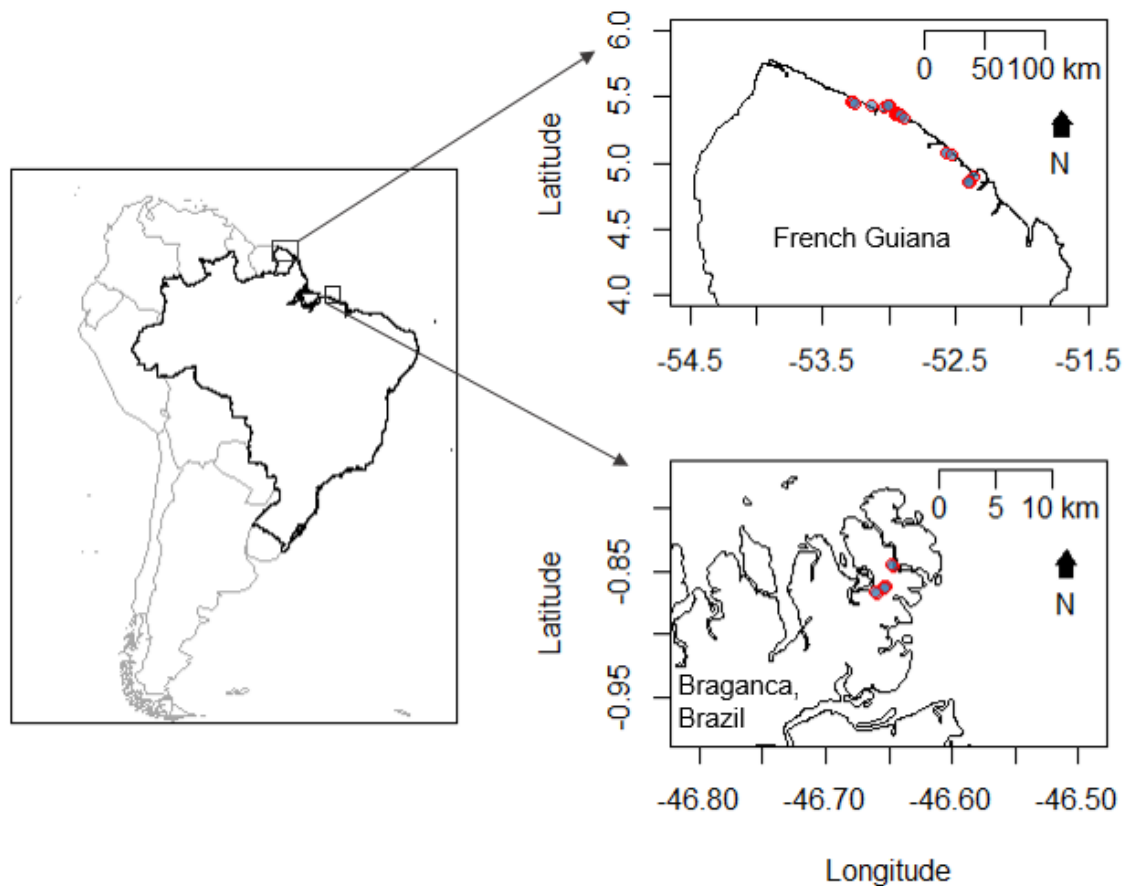 6.0
5.5
5.0
4.5
4.0
Latitude
0 50 100 km
N
French Guiana
-54.5 -53.5 -52.5 -51.5
-0.85
-0.95
Latitude
0 5 10 km
N
Braganca,
Brazil
-46.80 -46.70 -46.60 -46.50
Longitude